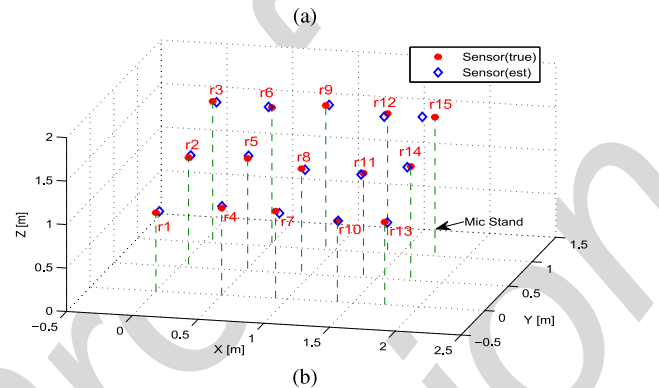 (a)
Sensor(true)
Sensor(est)
r3
r6
r9
r12
r15
r2
r5
r8
r11
r14
r1
r4
r7
r10
r13
Mic Stand
Z [m]
2
1.5
1
0.5
0
-0.5
0
0.5
1
1.5
2
2.5
X [m]
-0.5
0
0.5
1
1.5
Y [m]
(b)